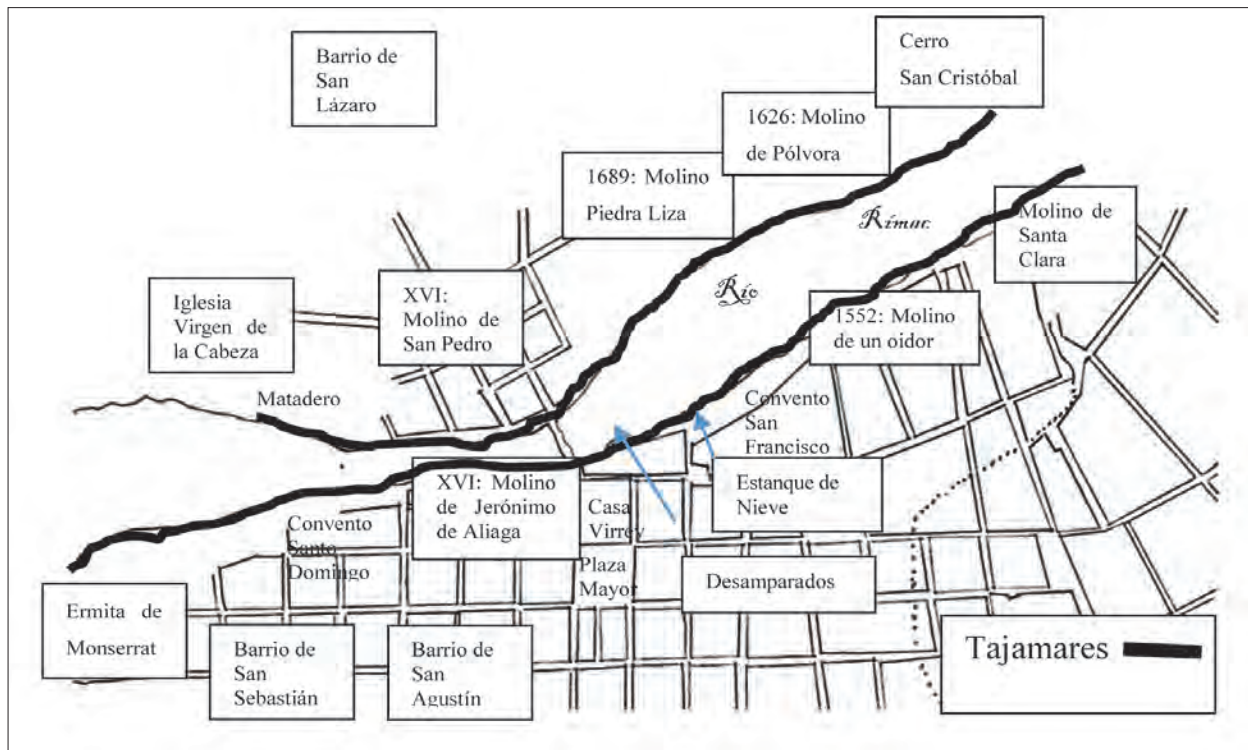 Barrio de
San
Lázaro
Cerro
San Cristóbal
1626: Molino
de Pólvora
1689: Molino
Piedra Liza
Rímac
Molino de
Santa
Clara
Iglesia
Virgen de
la Cabeza
XVI:
Molino de
San Pedro
Río
1552: Molino
de un oidor
Matadero
Convento
San
Francisco
XVI: Molino
de Jerónimo
de Aliaga
Casa
Virrey
Estanque de
Nieve
Convento
Santo
Domingo
Plaza
Mayor
Desamparados
Ermita de
Monserrat
Barrio de
San
Sebastián
Barrio de
San
Agustín
Tajamares